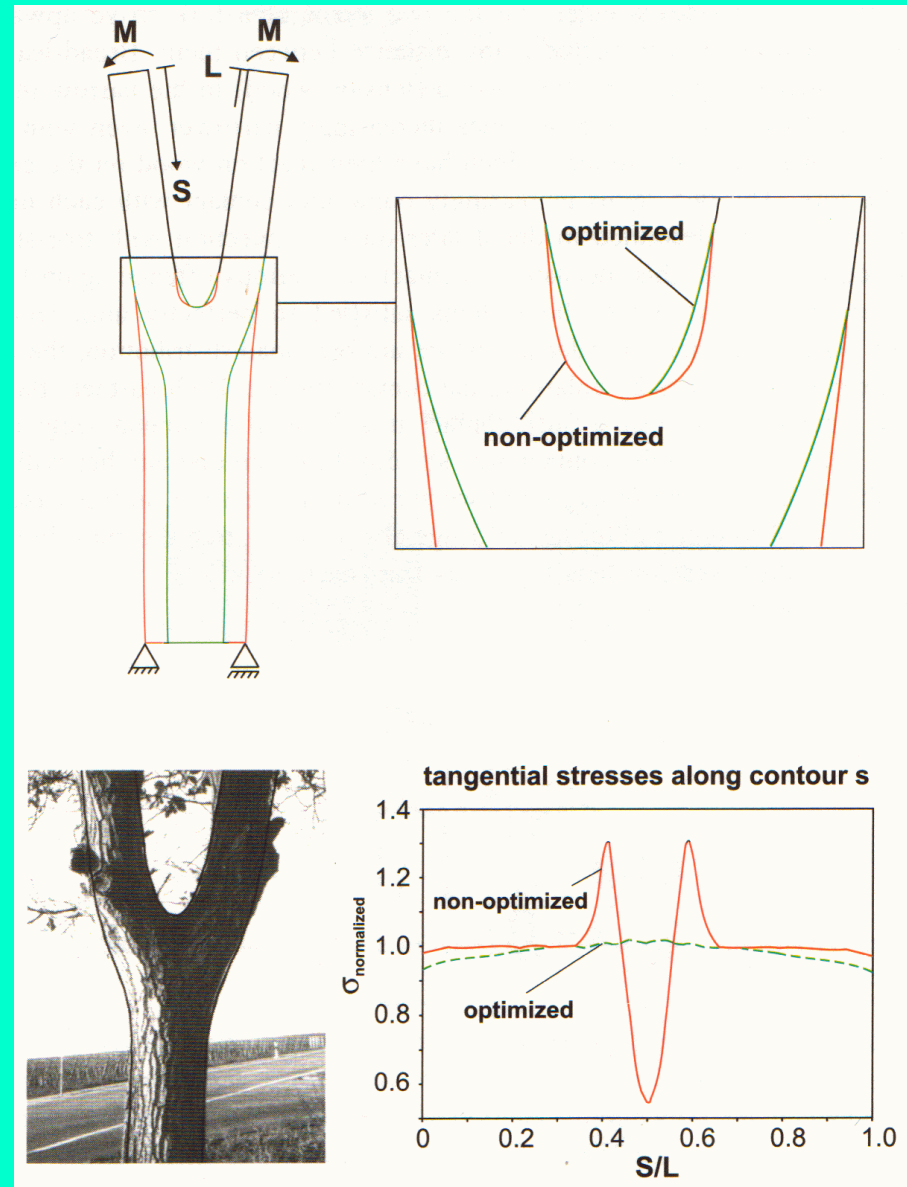 M
M
L
S
optimized
non-optimized
tangential stresses along contour s
1.4
1.2
1.0
0.8
0.6
σnormalized
non-optimized
optimized
0
0.2
0.4
0.6
0.8
1.0
S/L